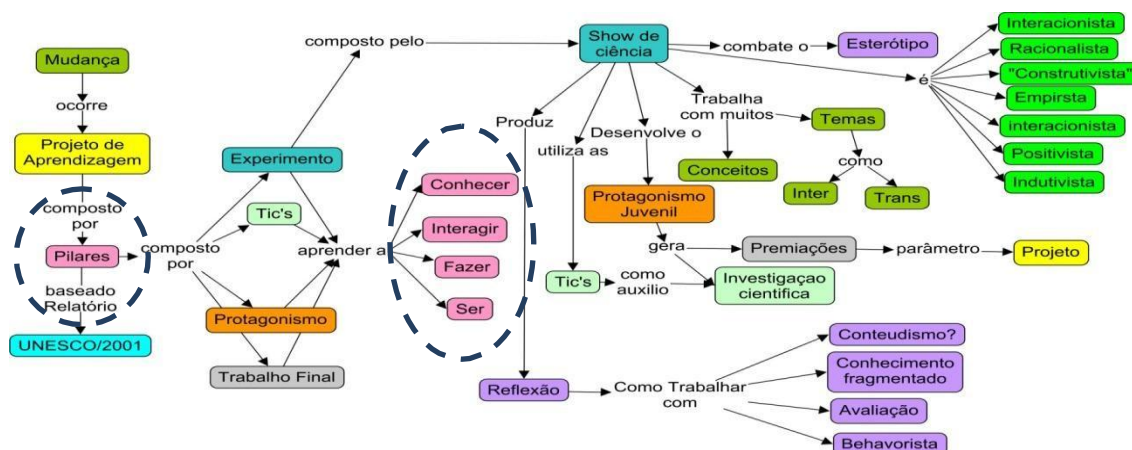 Mudança
ocorre
Projeto de
Aprendizagem
composto
por
Pilares
baseado
Relatório
UNESCO/2001
composto
por
Experimento
Tic's
Protagonismo
Trabalho Final
aprender a
Conhecer
Interagir
Fazer
Ser
composto pelo
Show de
ciência
combate o
Esterótipo
é
Interacionista
Racionalista
"Construtivista"
Empirsta
interacionista
Positivista
Indutivista
Produz
utiliza as
Desenvolve o
Trabalha
com muitos
Conceitos
Temas
como
Inter
Trans
Protagonismo
Juvenil
gera
Premiações
parâmetro
Projeto
Tic's
como
auxilio
Investigaçao
cientifica
Reflexão
Como Trabalhar
com
Conteudismo?
Conhecimento
fragmentado
Avaliação
Behavorista